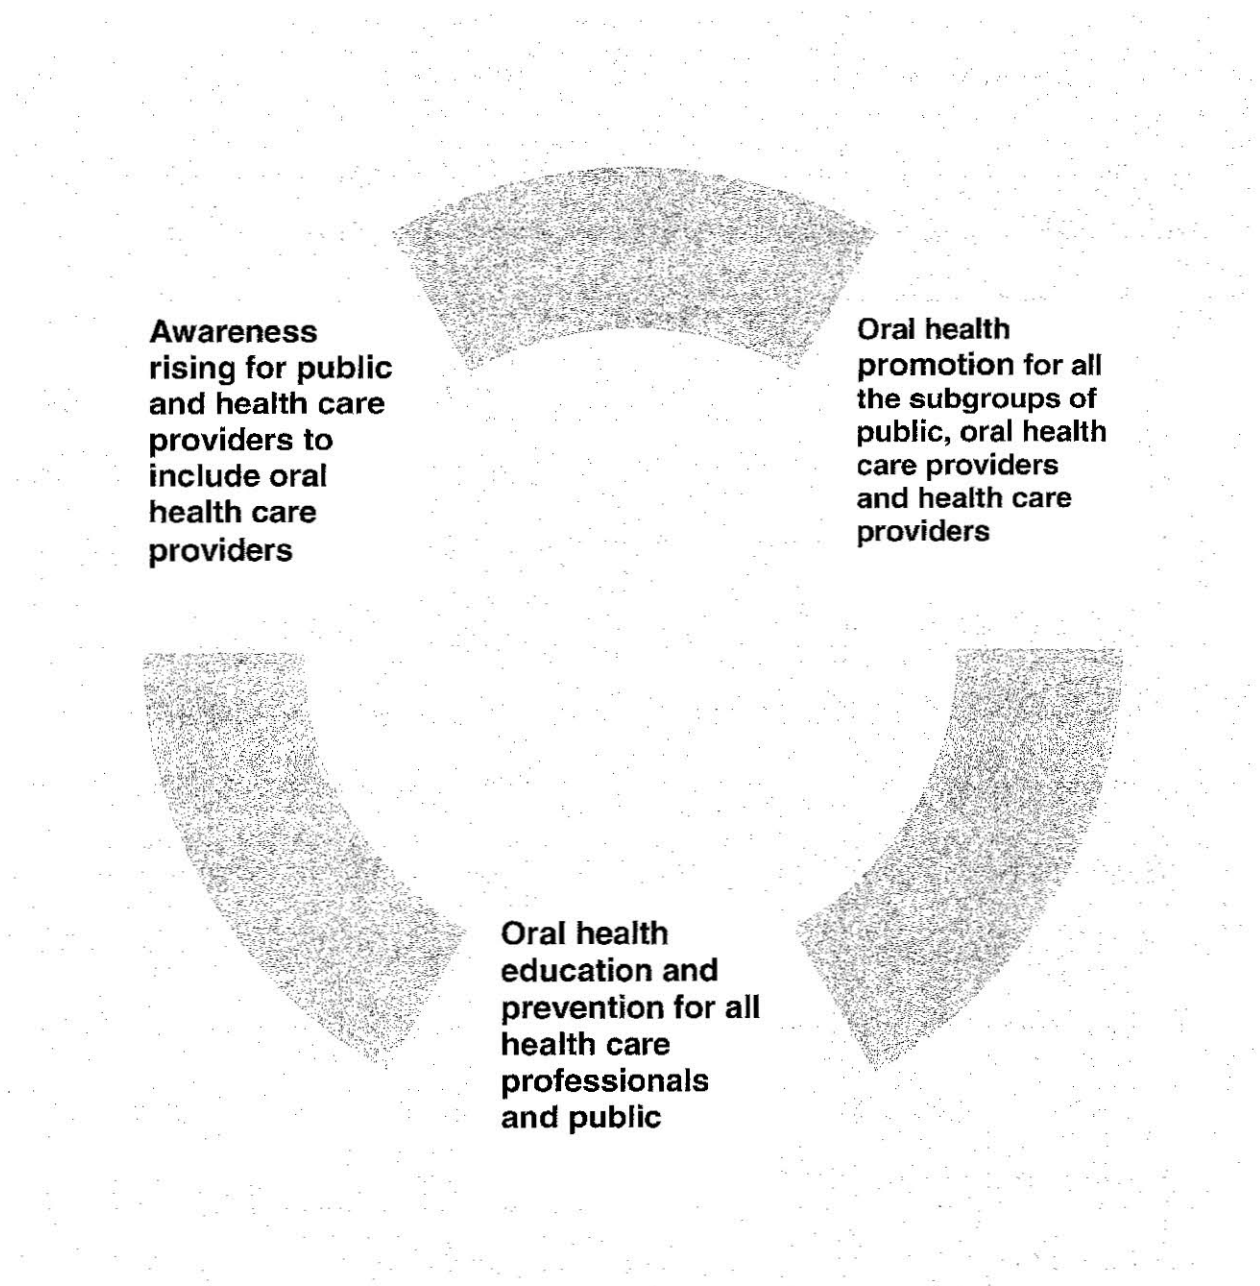 Awareness
rising for public
and health care
providers to
include oral
health care
providers
Oral health
promotion for all
the subgroups of
public, oral health
care providers
and health care
providers
Oral health
education and
prevention for all
health care
professionals
and public